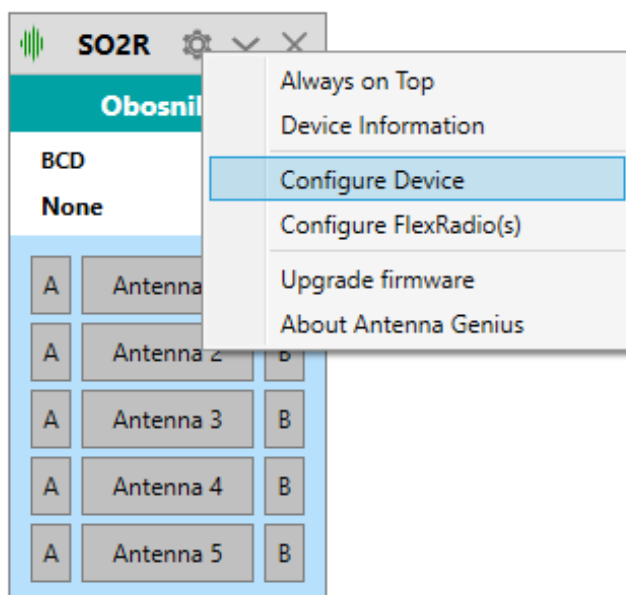 SO2R
Obosnil
BCD
None
Always on Top
Device Information
Configure Device
Configure FlexRadio(s)
Upgrade firmware
About Antenna Genius
A Antenna
A Antenna 2 B
A Antenna 3 B
A Antenna 4 B
A Antenna 5 B